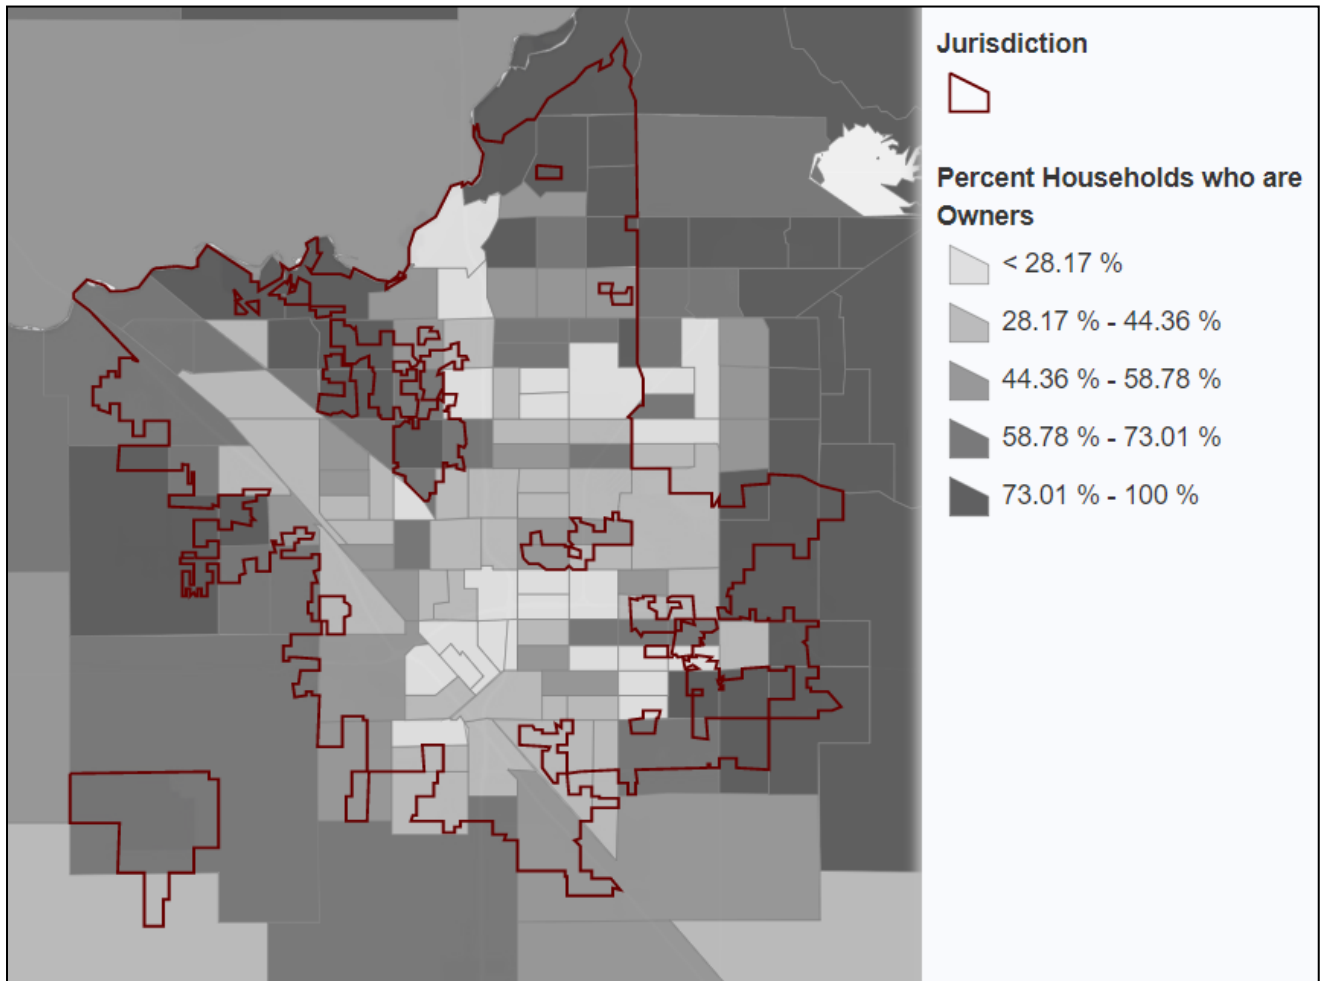 Jurisdiction
Percent Households who are
Owners
< 28.17 %
28.17 % - 44.36 %
44.36 % - 58.78 %
58.78 % - 73.01 %
73.01 % - 100 %